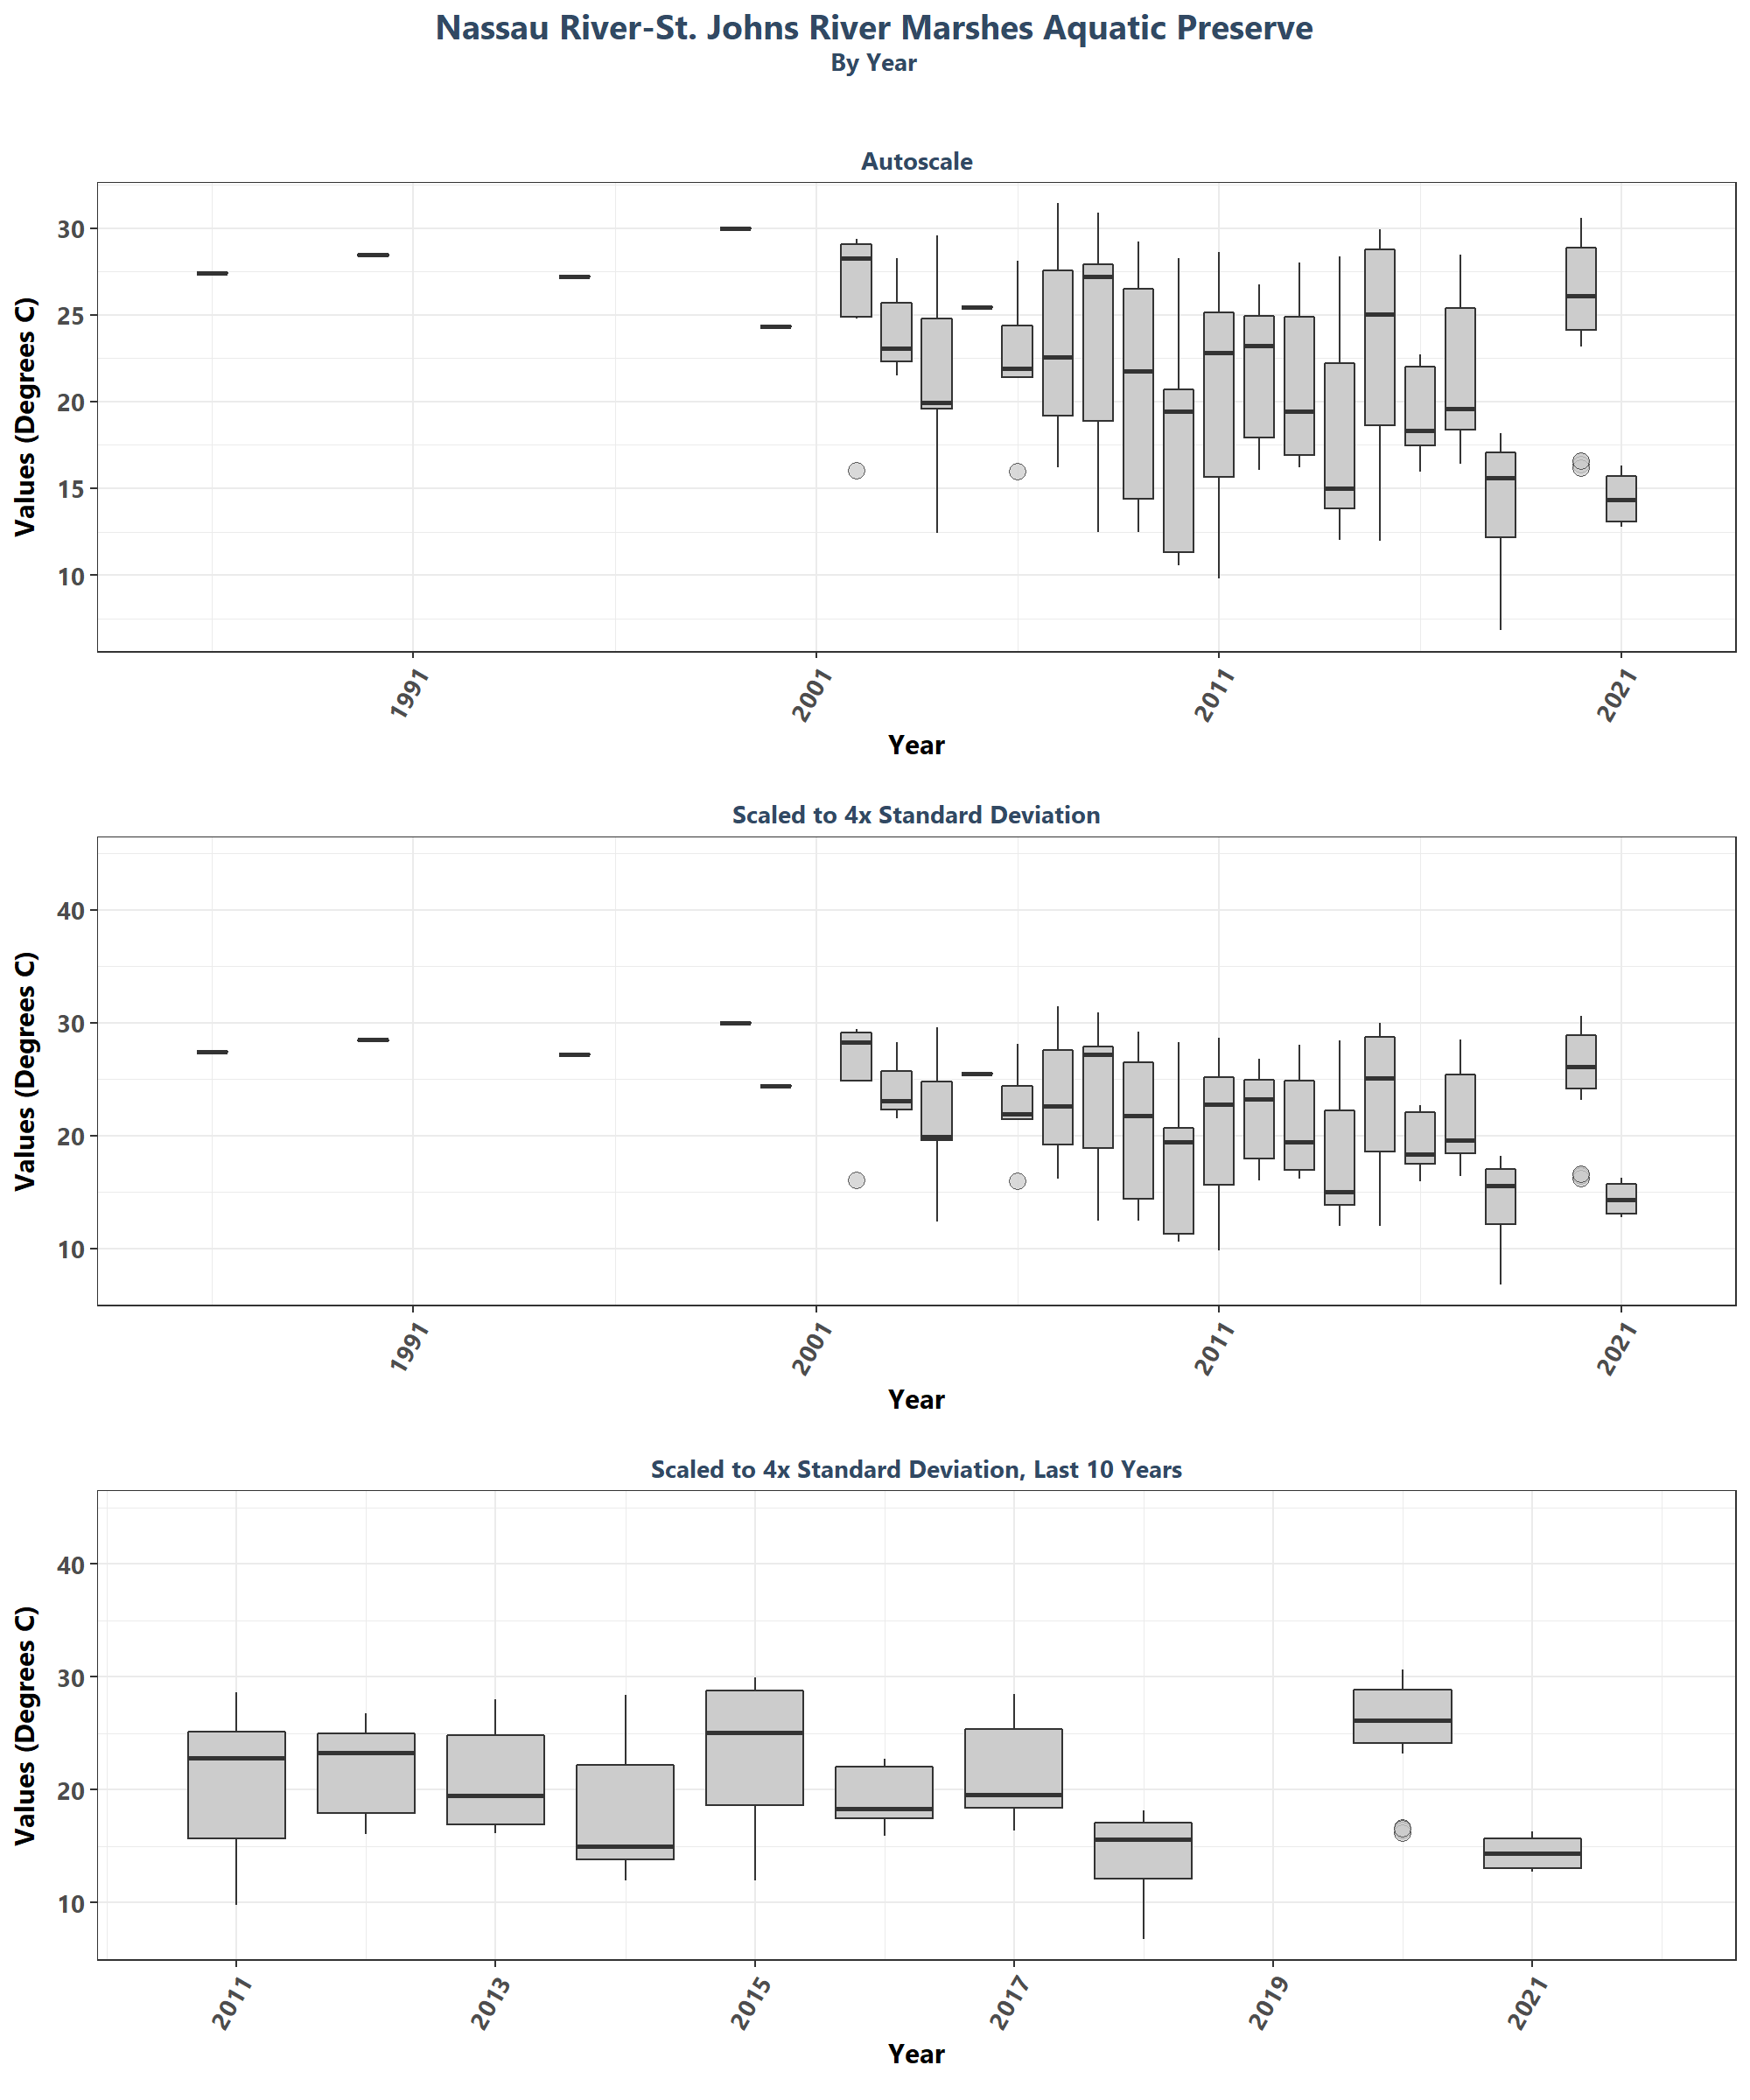 Nassau River-St. Johns River Marshes Aquatic Preserve
By Year
Autoscale
Values (Degrees C)
30
25
20
15
10
1991
2001
2011
2021
Year
Scaled to 4x Standard Deviation
Values (Degrees C)
40
30
20
10
1991
2001
2011
2021
Year
Scaled to 4x Standard Deviation, Last 10 Years
Values (Degrees C)
40
30
20
10
2011
2013
2015
2017
2019
2021
Year